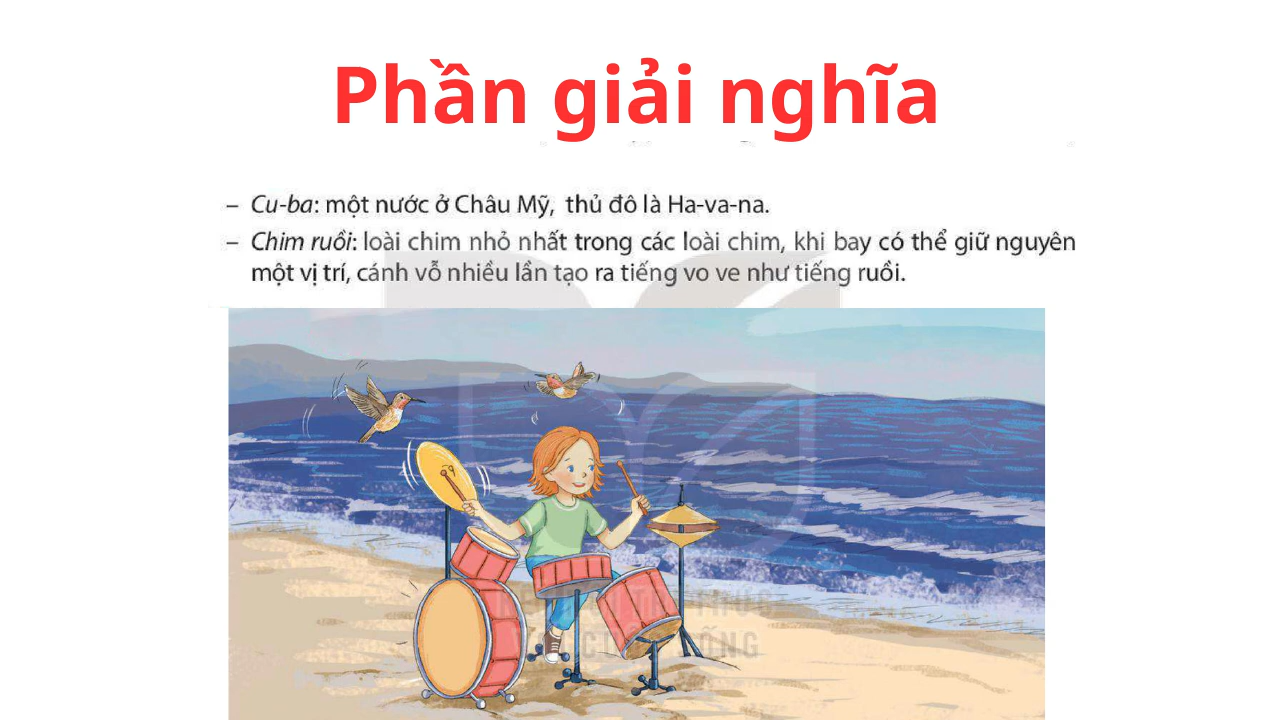 Phần giải nghĩa
– Cu-ba: một nước ở Châu Mỹ, thủ đô là Ha-va-na.
– Chim ruồi: loài chim nhỏ nhất trong các loài chim, khi bay có thể giữ nguyên
một vị trí, cánh vỗ nhiều lần tạo ra tiếng vo ve như tiếng ruồi.